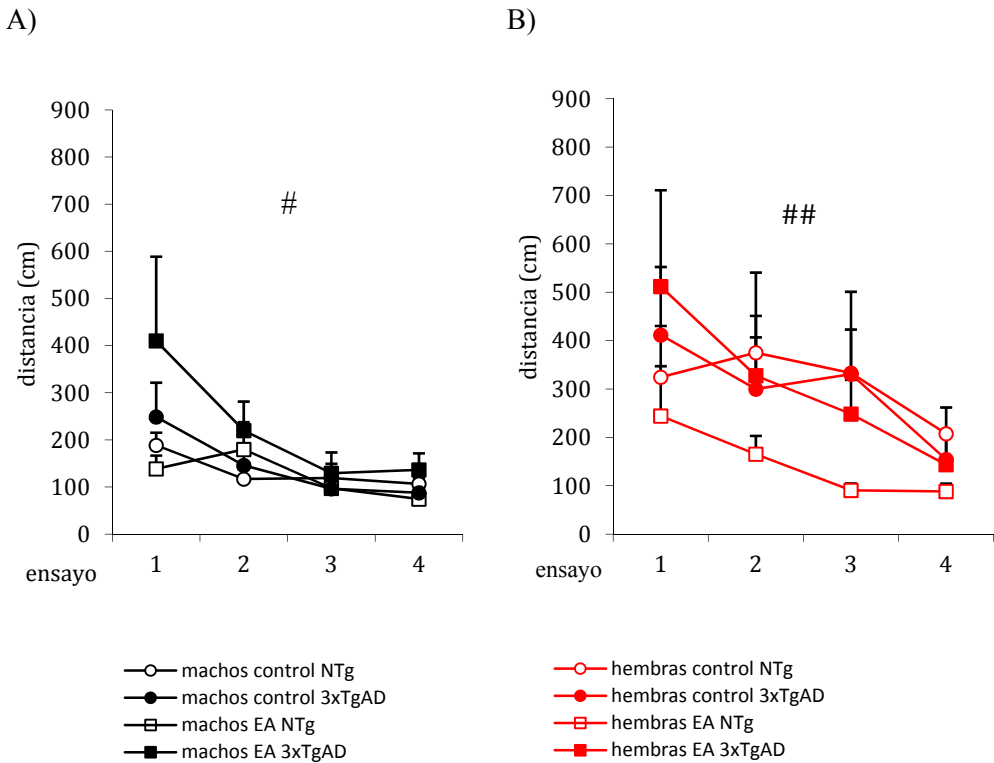 A)
900
800
700
600
500
400
300
200
100
0
distancia (cm)
#
ensayo
1 2 3 4
machos control NTg
machos control 3xTgAD
machos EA NTg
machos EA 3xTgAD
B)
900
800
700
600
500
400
300
200
100
0
distancia (cm)
##
ensayo
1 2 3 4
hembras control NTg
hembras control 3xTgAD
hembras EA NTg
hembras EA 3xTgAD